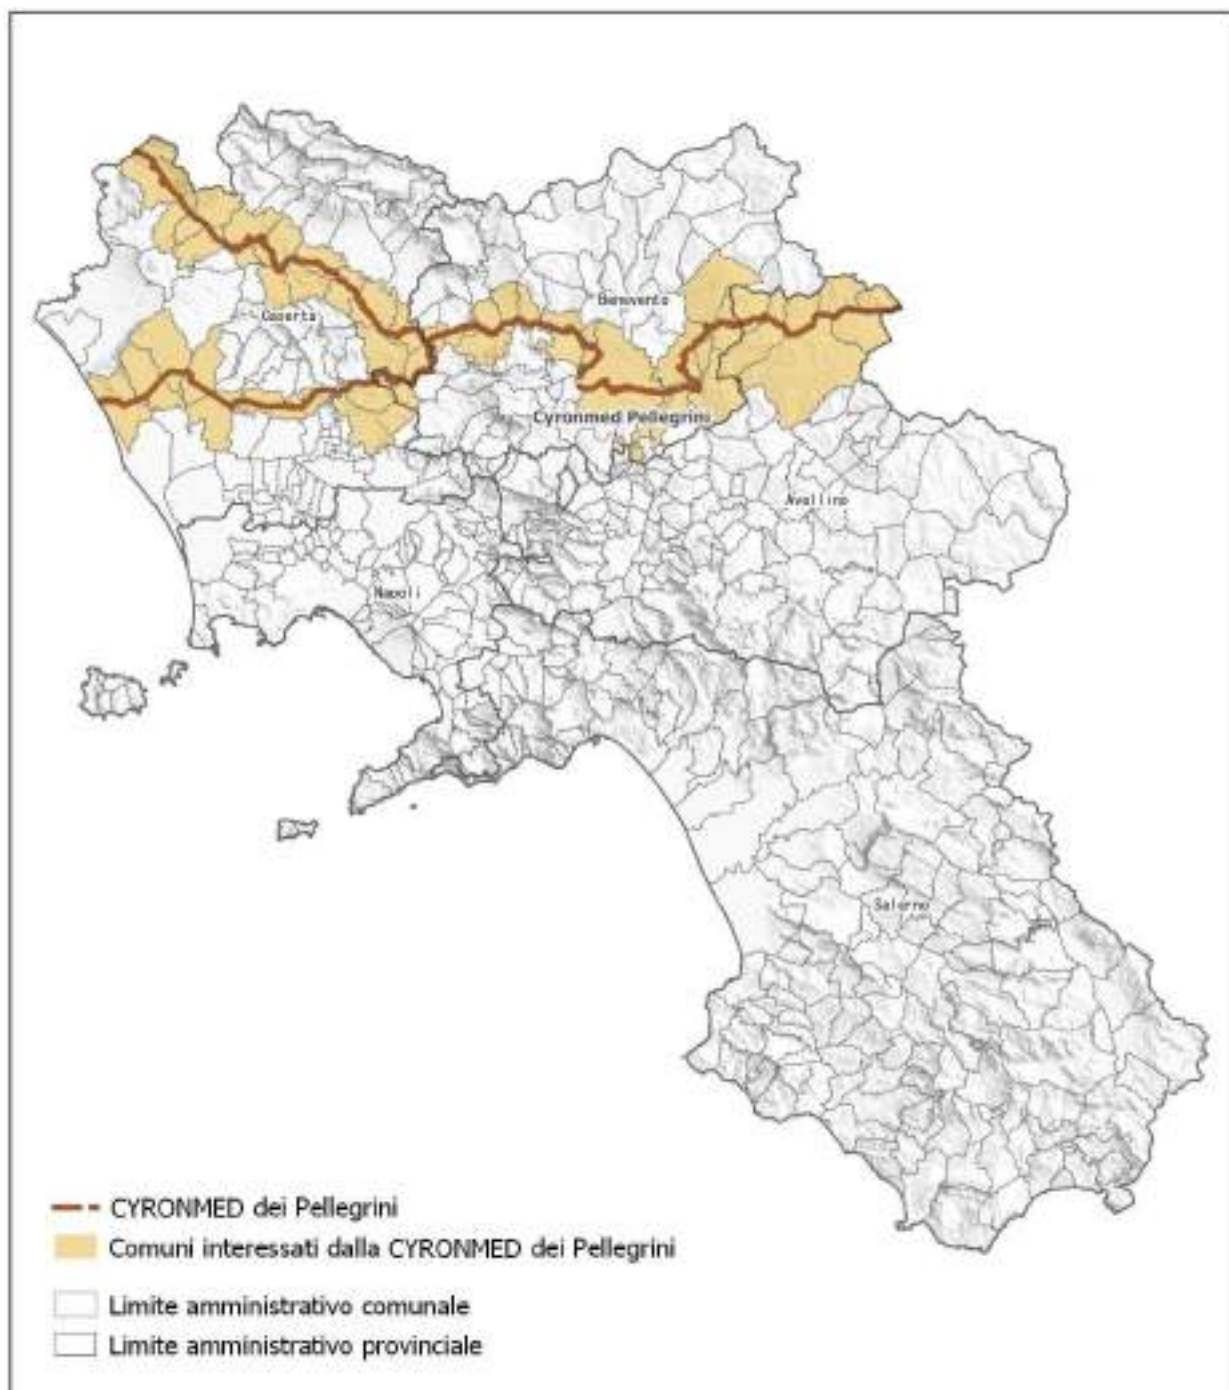 Caserta
Benevento
Cyronmed Pellegrini
Avellino
Napoli
Salerno
CYRONMED dei Pellegrini
Comuni interessati dalla CYRONMED dei Pellegrini
Limite amministrativo comunale
Limite amministrativo provinciale